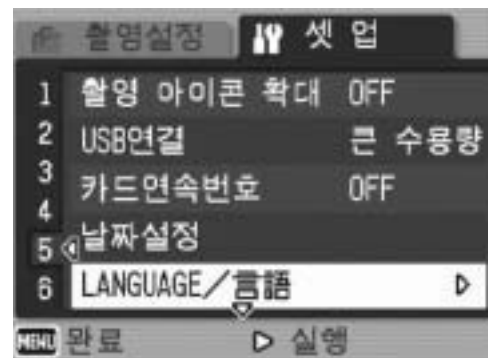 촬영설정 셋 업
1 촬영 아이콘 확대 OFF
2 USB연결 큰 수용량
3 카드연속번호 OFF
4 날짜설정
5
6 LANGUAGE/言語
MENU 완료 실행